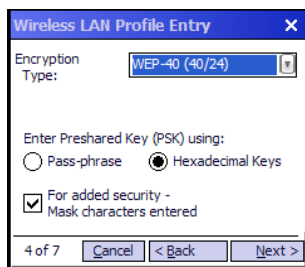 Wireless LAN Profile Entry X
Encryption
Type:
WEP-40 (40/24)
Enter Preshared Key (PSK) using:
Pass-phrase Hexadecimal Keys
For added security -
Mask characters entered
4 of 7 Cancel < Back Next >